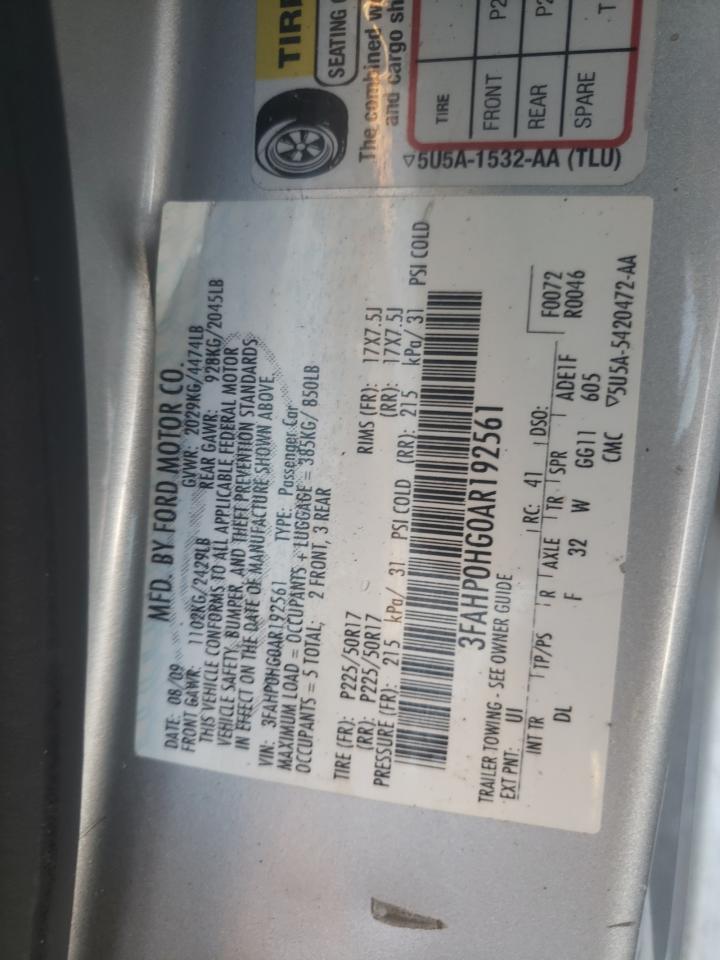 TIRE
SEATING
The combined
and cargo
TIRE
FRONT
REAR
SPARE
T
▽5U5A-1532-AA (TLU)
MFD. BY FORD MOTOR CO.
DATE: 08/09 GVWR: 2029KG/4474LB
FRONT GAWR: 1102KG/2429LB REAR GAWR: 928KG/2045LB
THIS VEHICLE CONFORMS TO ALL APPLICABLE FEDERAL MOTOR
VEHICLE SAFETY, BUMPER, AND THEFT PREVENTION STANDARDS
IN EFFECT ON THE DATE OF MANUFACTURE SHOWN ABOVE
VIN: 3FAHP0HG0AR192561 TYPE: Passenger Car
MAXIMUM LOAD = OCCUPANTS + LUGGAGE = 385KG/ 850LB
OCCUPANTS = 5 TOTAL; 2 FRONT, 3 REAR
TIRE (FR): P225/50R17 RIMS (FR): 17X7.5J
(RR): P225/50R17 (RR): 17X7.5J
PRESSURE (FR): 215 kPa/ 31 PSI COLD (RR): 215 kPa/ 31 PSI COLD
3FAHP0HG0AR192561
TRAILER TOWING - SEE OWNER GUIDE
EXT PNT: UI RC: 41 DSO: F0072
R0046
INT TR TP/PS R AXLE TR SPR ADE1F
DL F 32 W GG11 605
CMC ▽5U5A-5420472-AA